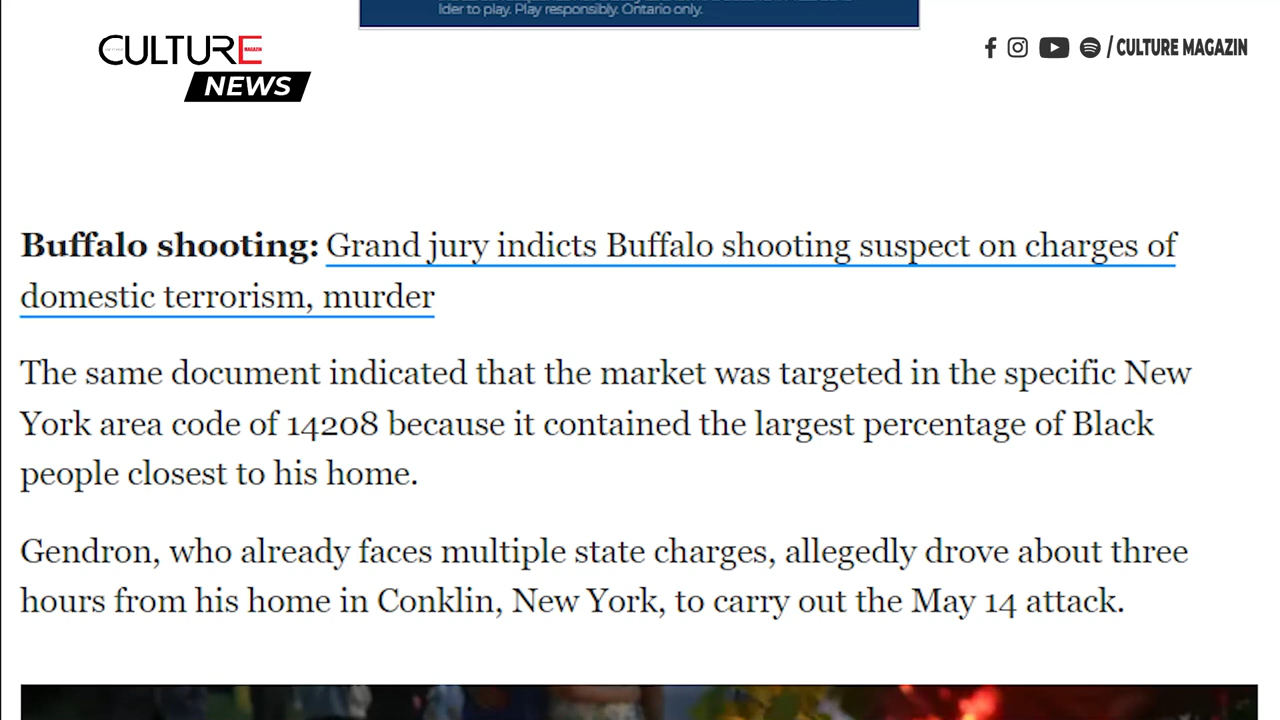 lder to play. Play responsibly. Ontario only.
CULTURE MAGAZIN
NEWS
/ CULTURE MAGAZIN
Buffalo shooting: Grand jury indicts Buffalo shooting suspect on charges of
domestic terrorism, murder
The same document indicated that the market was targeted in the specific New
York area code of 14208 because it contained the largest percentage of Black
people closest to his home.
Gendron, who already faces multiple state charges, allegedly drove about three
hours from his home in Conklin, New York, to carry out the May 14 attack.